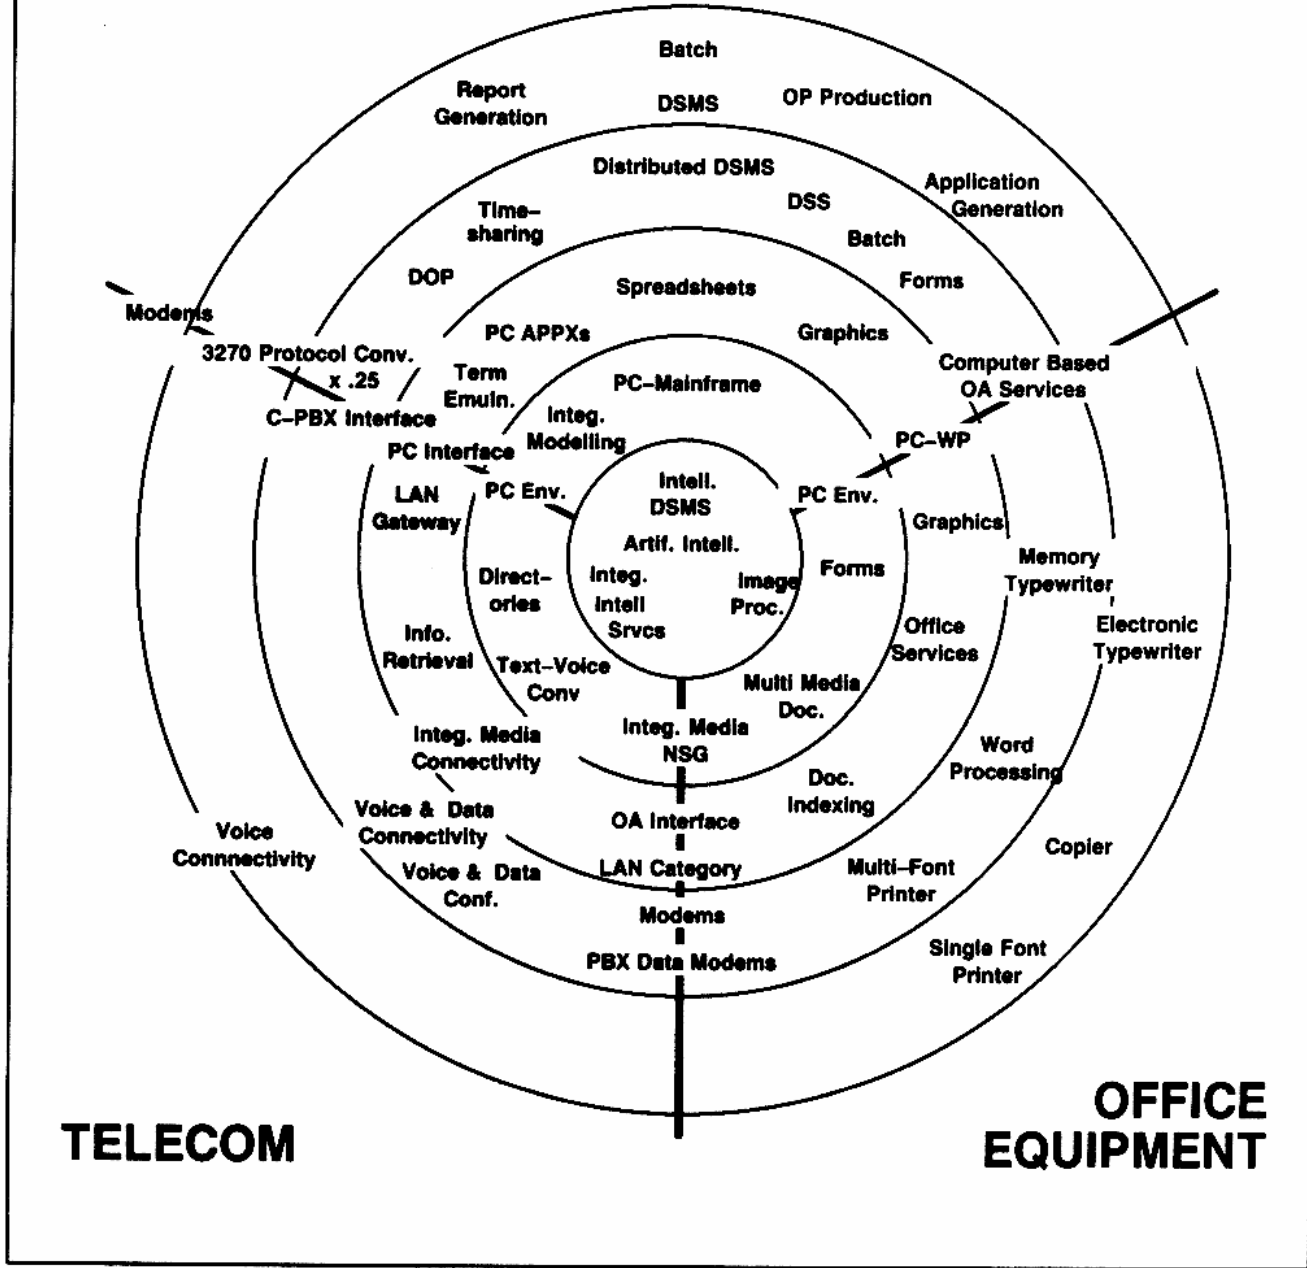 Batch
Report
Generation
DSMS
OP Production
Distributed DSMS
Application
Generation
DSS
Time–
sharing
Batch
DOP
Forms
Spreadsheets
Modems
PC APPXs
Graphics
3270 Protocol Conv.
x .25
Computer Based
OA Services
Term
Emuln.
PC–Mainframe
C–PBX Interface
Integ.
Modelling
PC–WP
PC Interface
PC Env.
Intell.
DSMS
PC Env.
LAN
Gateway
Graphics
Artif. Intell.
Memory
Typewriter
Direct–
ories
Integ.
Intell
Srvcs
Image
Proc.
Forms
Info.
Retrieval
Office
Services
Electronic
Typewriter
Text–Voice
Conv
Multi Media
Doc.
Integ. Media
Connectivity
Integ. Media
NSG
Word
Processing
Doc.
Indexing
Voice & Data
Connectivity
OA Interface
Voice
Connnectivity
Copier
Voice & Data
Conf.
LAN Category
Multi–Font
Printer
Modems
PBX Data Modems
Single Font
Printer
TELECOM
OFFICE
EQUIPMENT